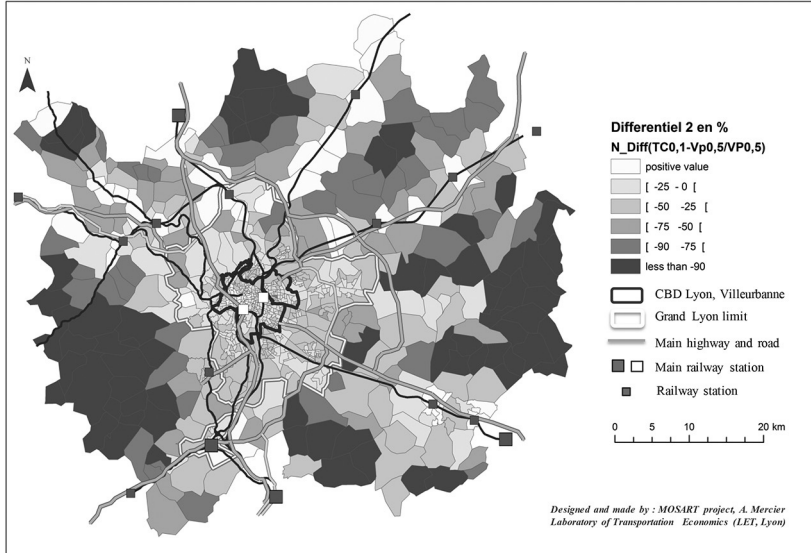 N
Differentiel 2 en %
N_Diff(TC0,1-Vp0,5/VP0,5)
positive value
[ -25 - 0 [
[ -50 -25 [
[ -75 -50 [
[ -90 -75 [
less than -90
CBD Lyon, Villeurbanne
Grand Lyon limit
Main highway and road
Main railway station
Railway station
0 5 10 20 km
Designed and made by : MOSART project, A. Mercier
Laboratory of Transportation Economics (LET, Lyon)